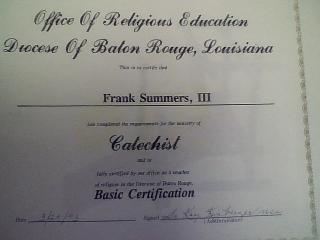 Office Of Religious Education
Diocese Of Baton Rouge, Louisiana
This is to certify that
Frank Summers, III
has completed the requirements for the ministry of
Catechist
and is
fully certified by our office as a teacher
of religion in the Diocese of Baton Rouge.
Basic Certification
Date Signed
(Administrator)